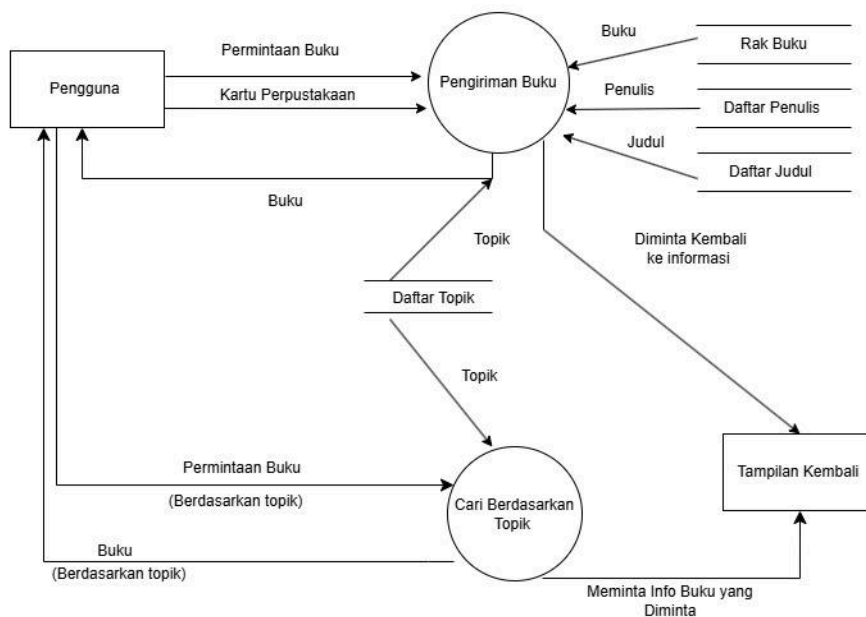 Permintaan Buku
Buku
Rak Buku
Pengguna
Pengiriman Buku
Kartu Perpustakaan
Penulis
Daftar Penulis
Judul
Daftar Judul
Buku
Topik
Diminta Kembali
ke informasi
Daftar Topik
Topik
Permintaan Buku
(Berdasarkan topik)
Tampilan Kembali
Cari Berdasarkan
Topik
Buku
(Berdasarkan topik)
Meminta Info Buku yang
Diminta